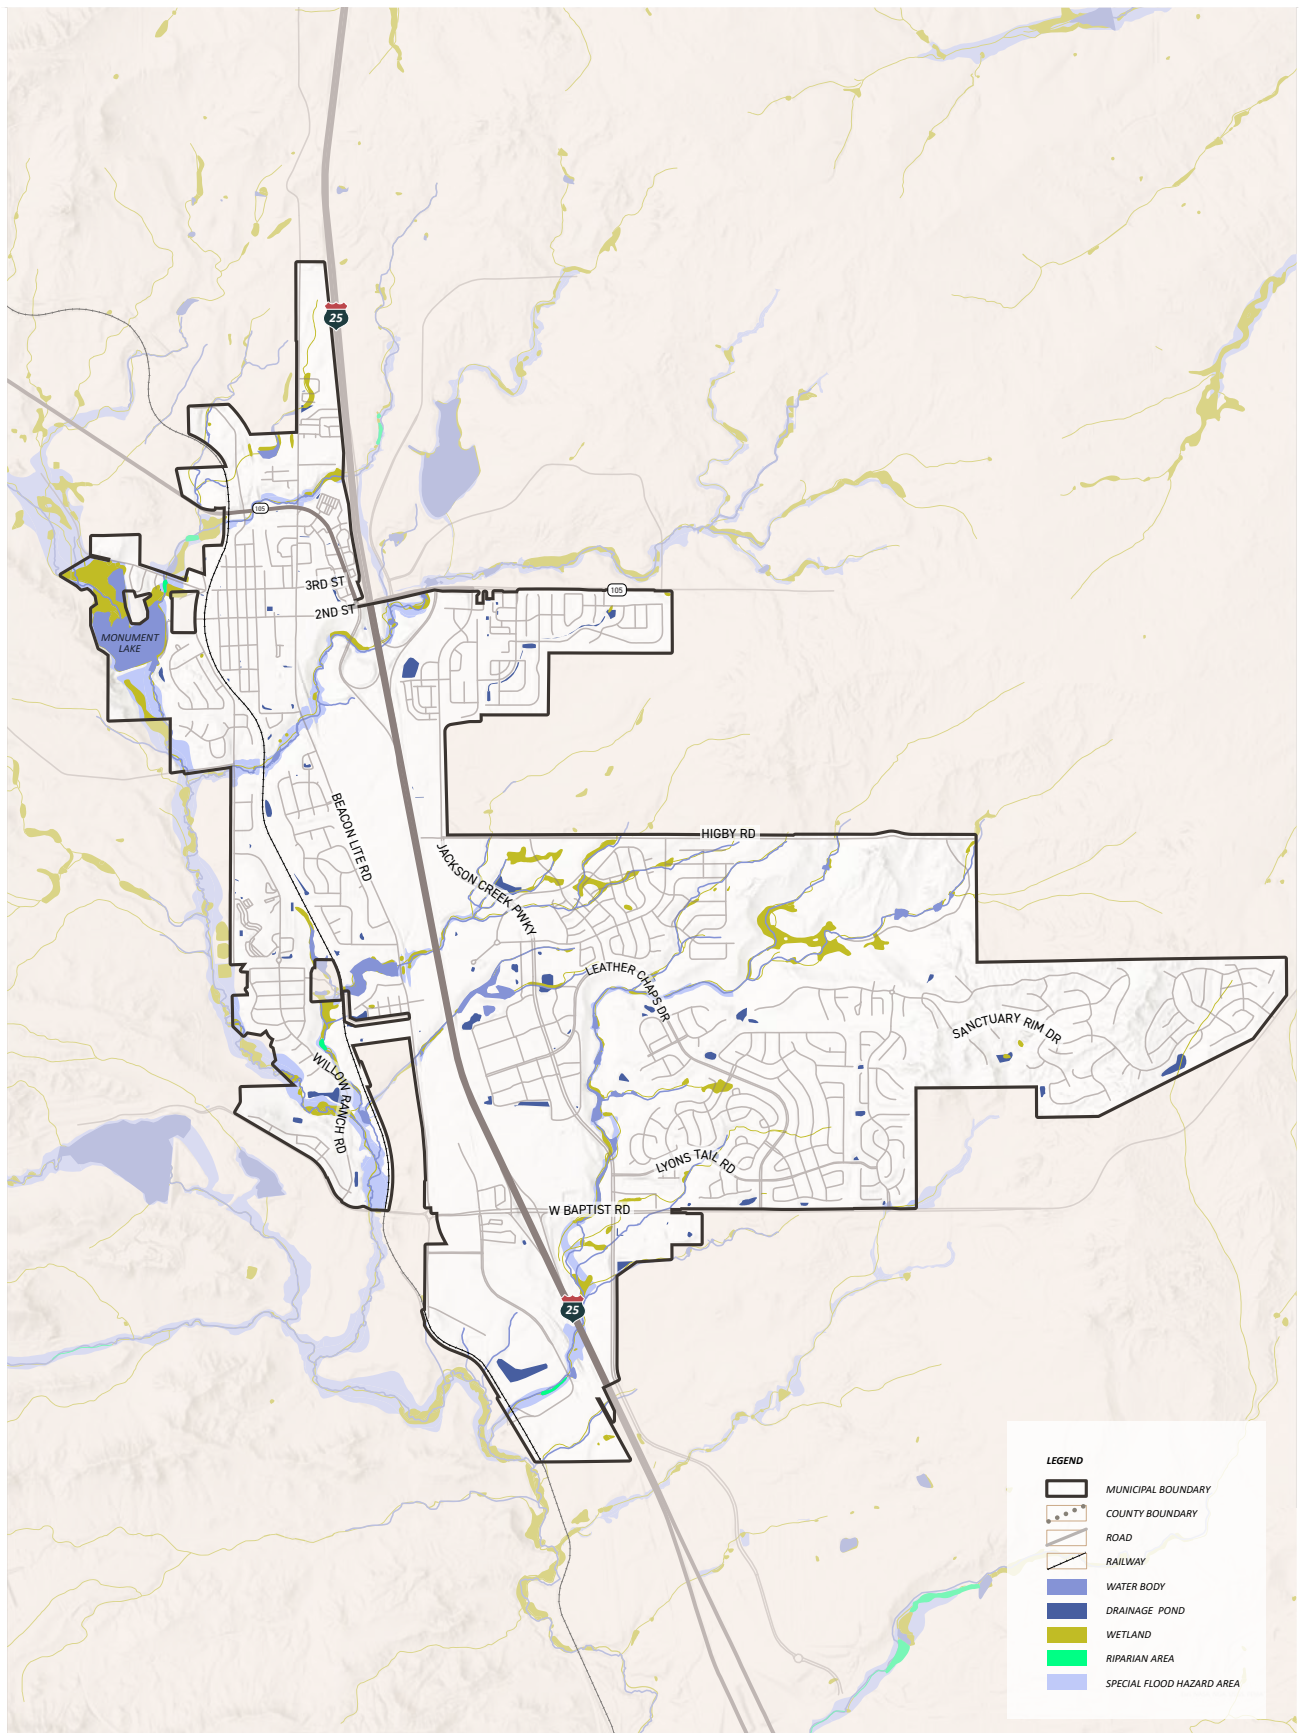 25
105
3RD ST
2ND ST
105
MONUMENT
LAKE
BEACON LITE RD
HIGBY RD
JACKSON CREEK PWKY
LEATHER CHAPS DR
SANCTUARY RIM DR
WILLOW RANCH RD
LYONS TAIL RD
W BAPTIST RD
25
LEGEND
MUNICIPAL BOUNDARY
COUNTY BOUNDARY
ROAD
RAILWAY
WATER BODY
DRAINAGE POND
WETLAND
RIPARIAN AREA
SPECIAL FLOOD HAZARD AREA